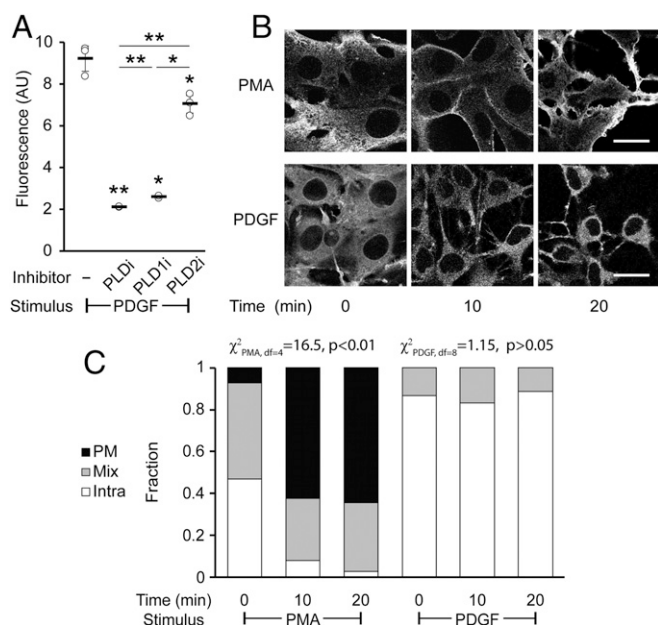 A
**
** *
*
** *
10
8
6
4
2
0
Fluorescence (AU)
Inhibitor – PLDi PLD1i PLD2i
Stimulus PDGF
B
PMA
PDGF
Time (min) 0 10 20
C
χ²PMA, df=4=16.5, p<0.01 χ²PDGF, df=8=1.15, p>0.05
1
0.8
0.6
0.4
0.2
0
Fraction
PM
Mix
Intra
Time (min) 0 10 20 0 10 20
Stimulus PMA PDGF